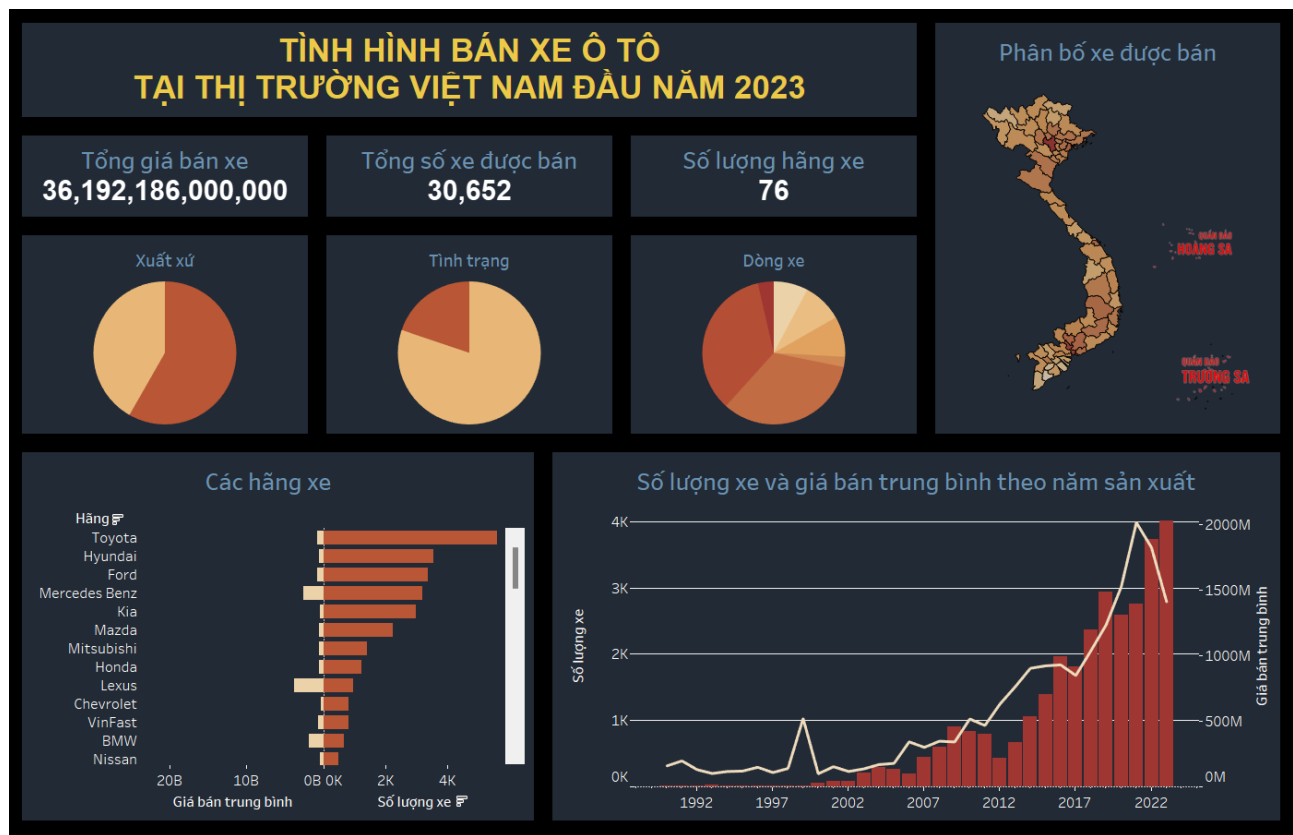 TÌNH HÌNH BÁN XE Ô TÔ
TẠI THỊ TRƯỜNG VIỆT NAM ĐẦU NĂM 2023
Tổng giá bán xe
36,192,186,000,000
Tổng số xe được bán
30,652
Số lượng hãng xe
76
Phân bố xe được bán
QUẦN ĐẢO
HOÀNG SA
QUẦN ĐẢO
TRƯỜNG SA
Xuất xứ
Tình trạng
Dòng xe
Các hãng xe
Hãng
Toyota
Hyundai
Ford
Mercedes Benz
Kia
Mazda
Mitsubishi
Honda
Lexus
Chevrolet
VinFast
BMW
Nissan
20B 10B 0B 0K 2K 4K
Giá bán trung bình Số lượng xe
Số lượng xe và giá bán trung bình theo năm sản xuất
4K
3K
2K
1K
0K
Số lượng xe
2000M
1500M
1000M
500M
0M
Giá bán trung bình
1992 1997 2002 2007 2012 2017 2022